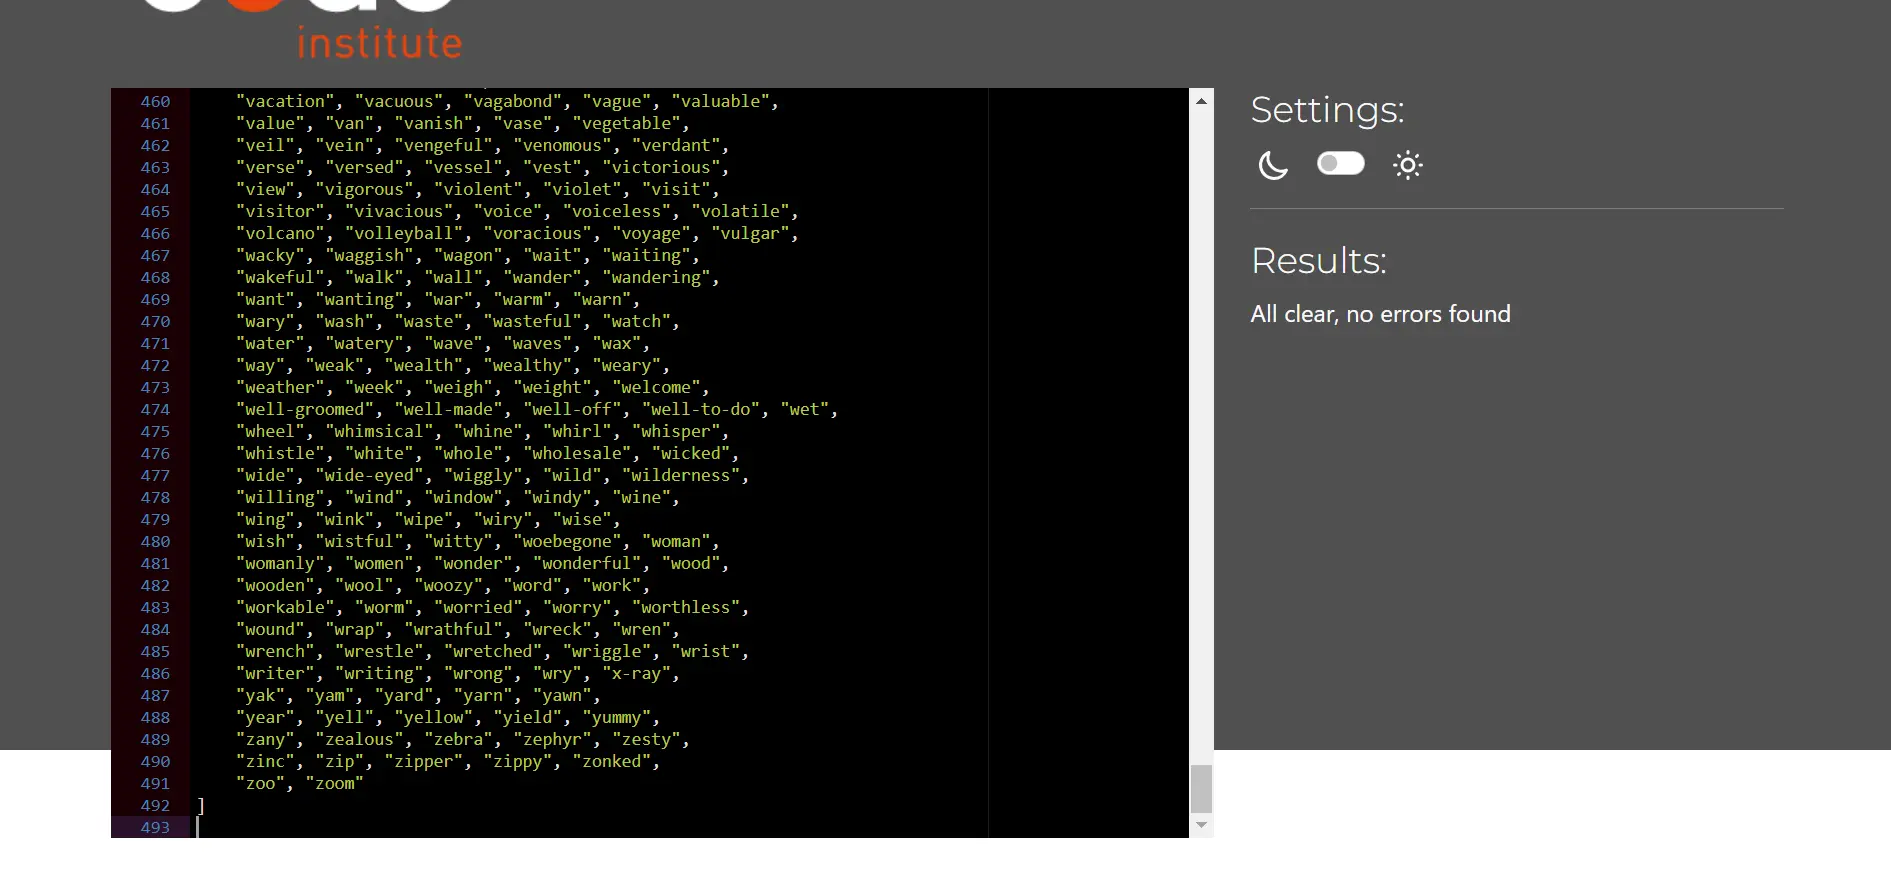 institute
460 "vacation", "vacuous", "vagabond", "vague", "valuable",
461 "value", "van", "vanish", "vase", "vegetable",
462 "veil", "vein", "vengeful", "venomous", "verdant",
463 "verse", "versed", "vessel", "vest", "victorious",
464 "view", "vigorous", "violent", "violet", "visit",
465 "visitor", "vivacious", "voice", "voiceless", "volatile",
466 "volcano", "volleyball", "voracious", "voyage", "vulgar",
467 "wacky", "waggish", "wagon", "wait", "waiting",
468 "wakeful", "walk", "wall", "wander", "wandering",
469 "want", "wanting", "war", "warm", "warn",
470 "wary", "wash", "waste", "wasteful", "watch",
471 "water", "watery", "wave", "waves", "wax",
472 "way", "weak", "wealth", "wealthy", "weary",
473 "weather", "week", "weigh", "weight", "welcome",
474 "well-groomed", "well-made", "well-off", "well-to-do", "wet",
475 "wheel", "whimsical", "whine", "whirl", "whisper",
476 "whistle", "white", "whole", "wholesale", "wicked",
477 "wide", "wide-eyed", "wiggly", "wild", "wilderness",
478 "willing", "wind", "window", "windy", "wine",
479 "wing", "wink", "wipe", "wiry", "wise",
480 "wish", "wistful", "witty", "woebegone", "woman",
481 "womanly", "women", "wonder", "wonderful", "wood",
482 "wooden", "wool", "woozy", "word", "work",
483 "workable", "worm", "worried", "worry", "worthless",
484 "wound", "wrap", "wrathful", "wreck", "wren",
485 "wrench", "wrestle", "wretched", "wriggle", "wrist",
486 "writer", "writing", "wrong", "wry", "x-ray",
487 "yak", "yam", "yard", "yarn", "yawn",
488 "year", "yell", "yellow", "yield", "yummy",
489 "zany", "zealous", "zebra", "zephyr", "zesty",
490 "zinc", "zip", "zipper", "zippy", "zonked",
491 "zoo", "zoom"
492 ]
493
Settings:
Results:
All clear, no errors found